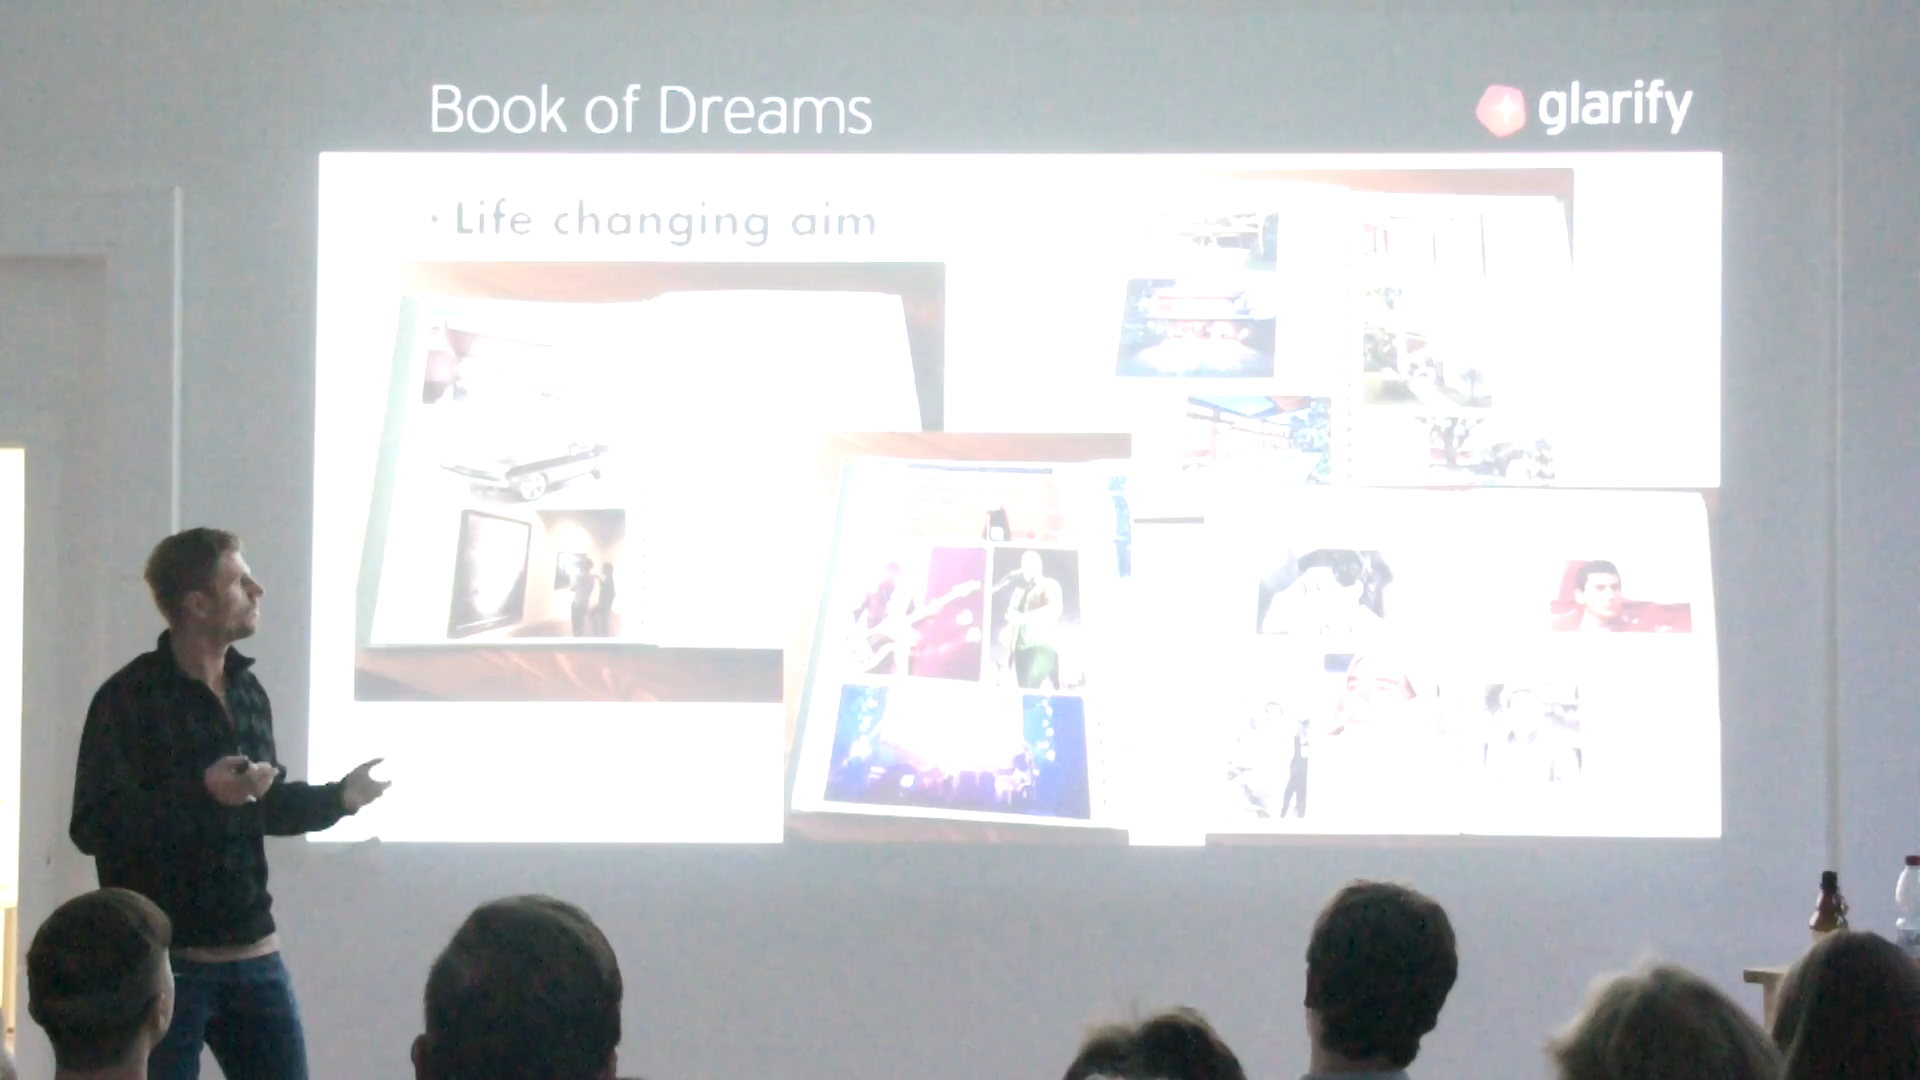 Book of Dreams
glarify
· Life changing aim